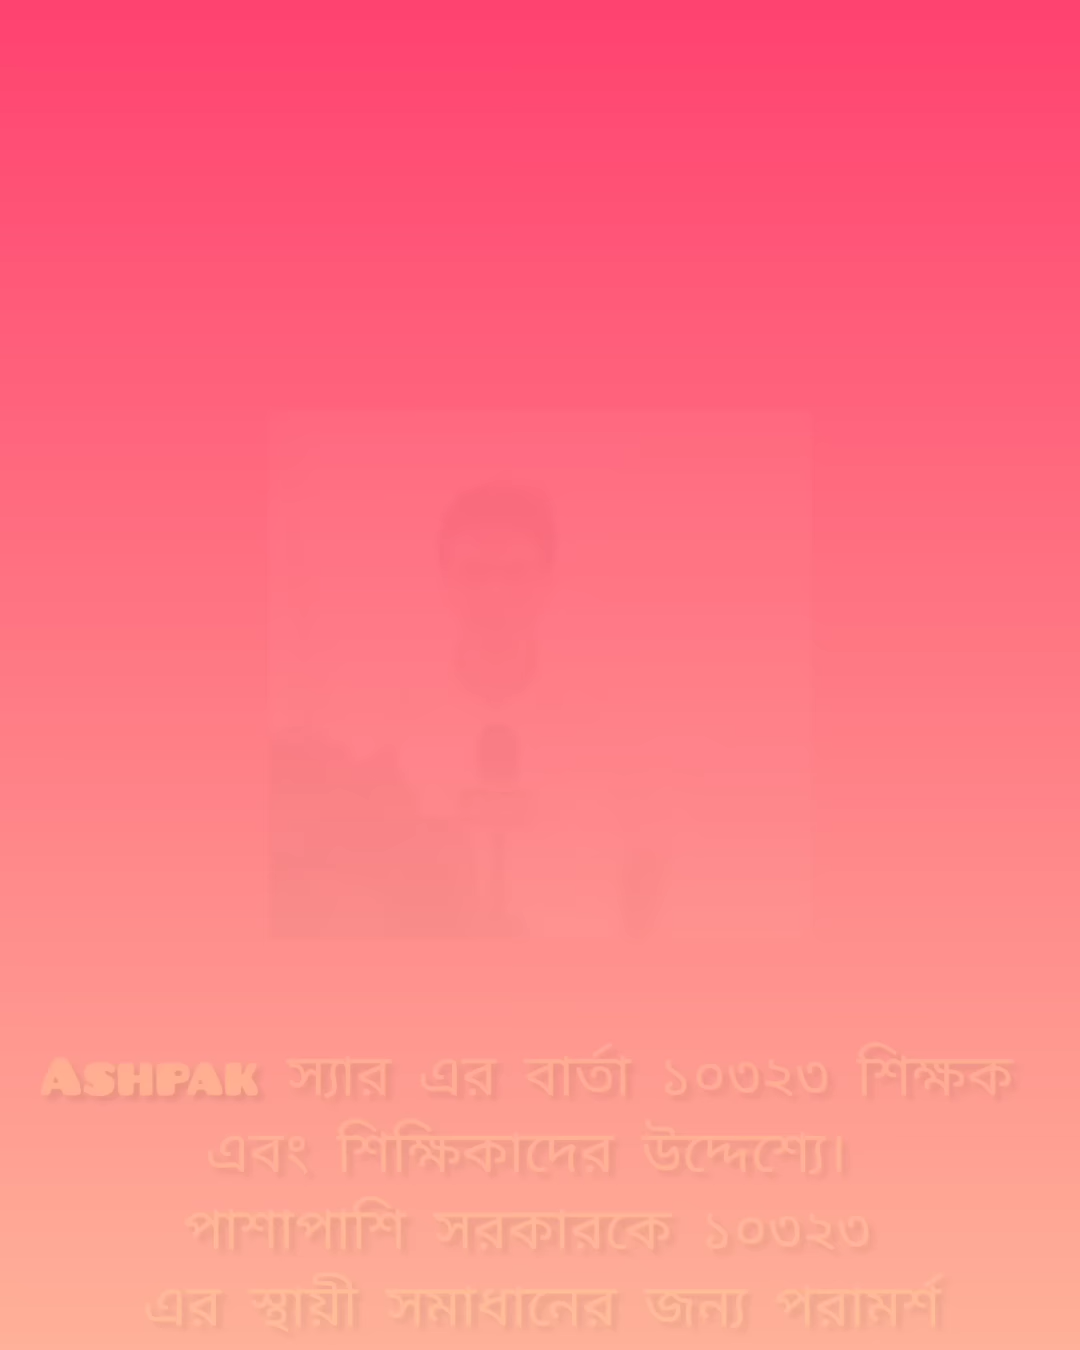 ASHPAK স্যার এর বার্তা ১০৩২৩ শিক্ষক
এবং শিক্ষিকাদের উদ্দেশ্যে।
পাশাপাশি সরকারকে ১০৩২৩
এর স্থায়ী সমাধানের জন্য পরামর্শ